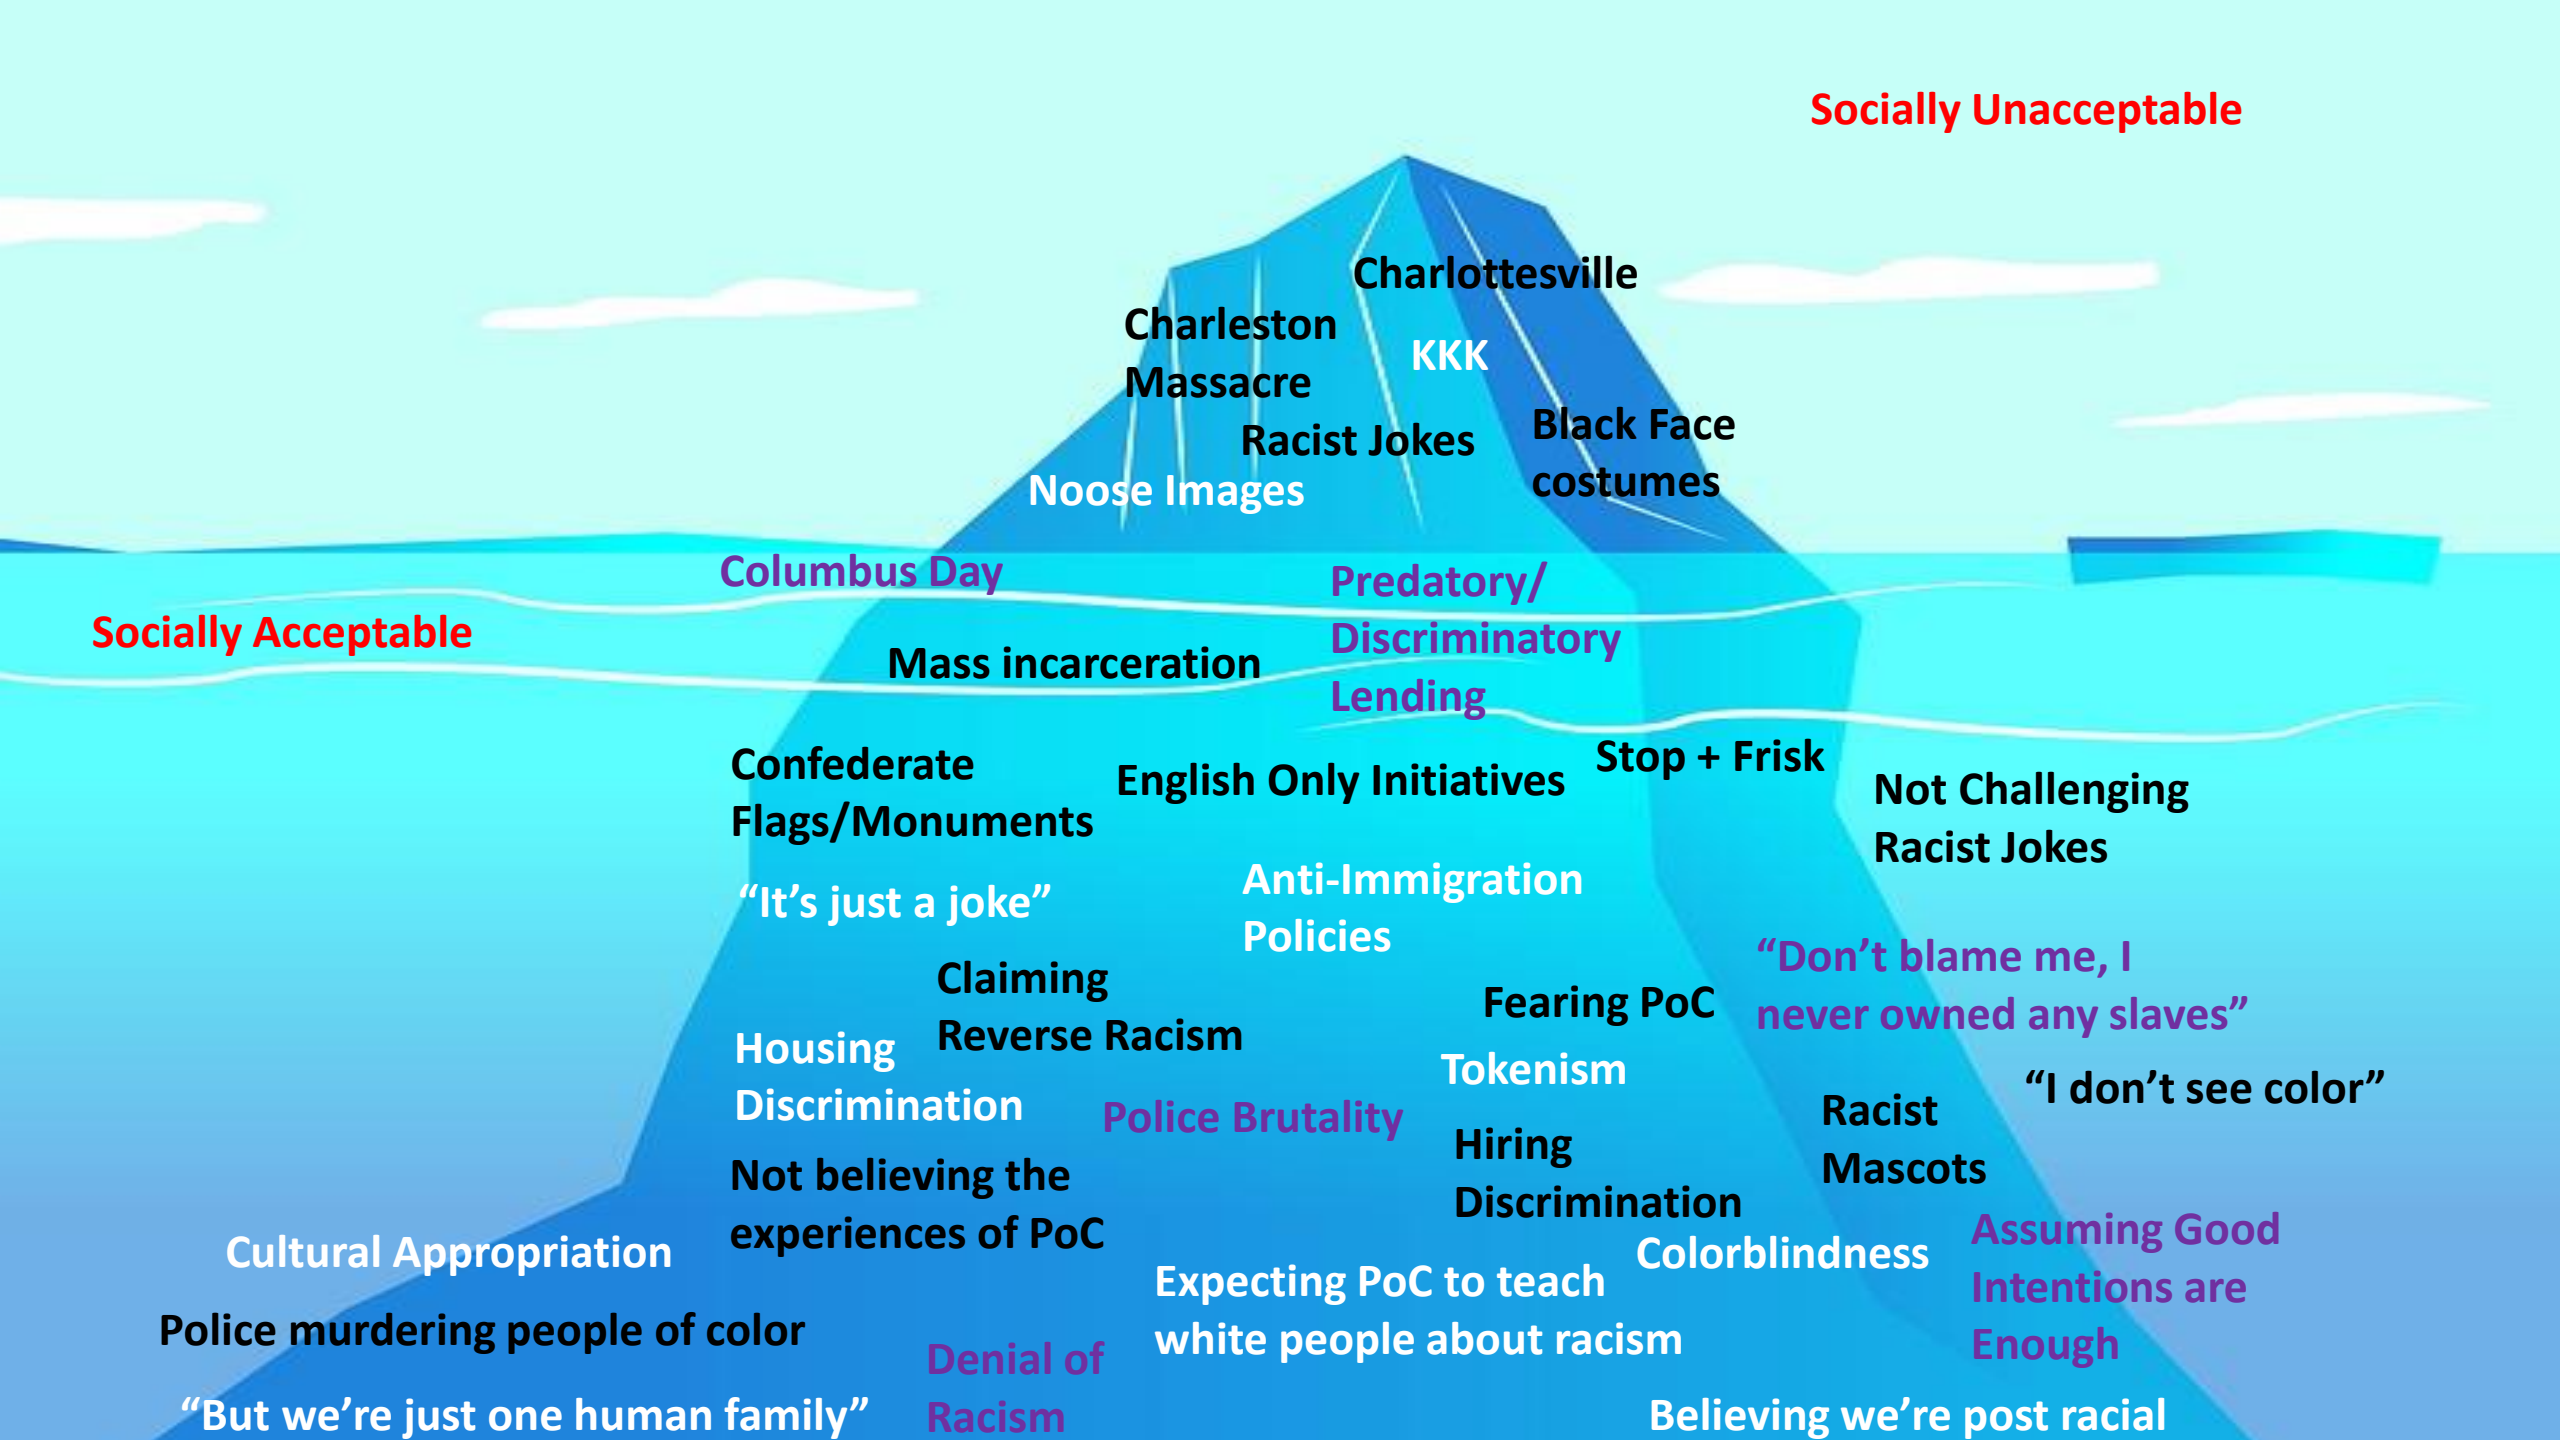 Socially Unacceptable
Charlottesville
Charleston
Massacre
KKK
Racist Jokes
Black Face
costumes
Noose Images
Columbus Day
Predatory/
Discriminatory
Lending
Socially Acceptable
Mass incarceration
Confederate
Flags/Monuments
English Only Initiatives
Stop + Frisk
Not Challenging
Racist Jokes
“It’s just a joke”
Anti-Immigration
Policies
“Don’t blame me, I
never owned any slaves”
Claiming
Reverse Racism
Fearing PoC
Housing
Discrimination
Tokenism
“I don’t see color”
Police Brutality
Racist
Mascots
Hiring
Discrimination
Not believing the
experiences of PoC
Assuming Good
Intentions are
Enough
Cultural Appropriation
Colorblindness
Expecting PoC to teach
white people about racism
Police murdering people of color
Denial of
Racism
“But we’re just one human family”
Believing we’re post racial